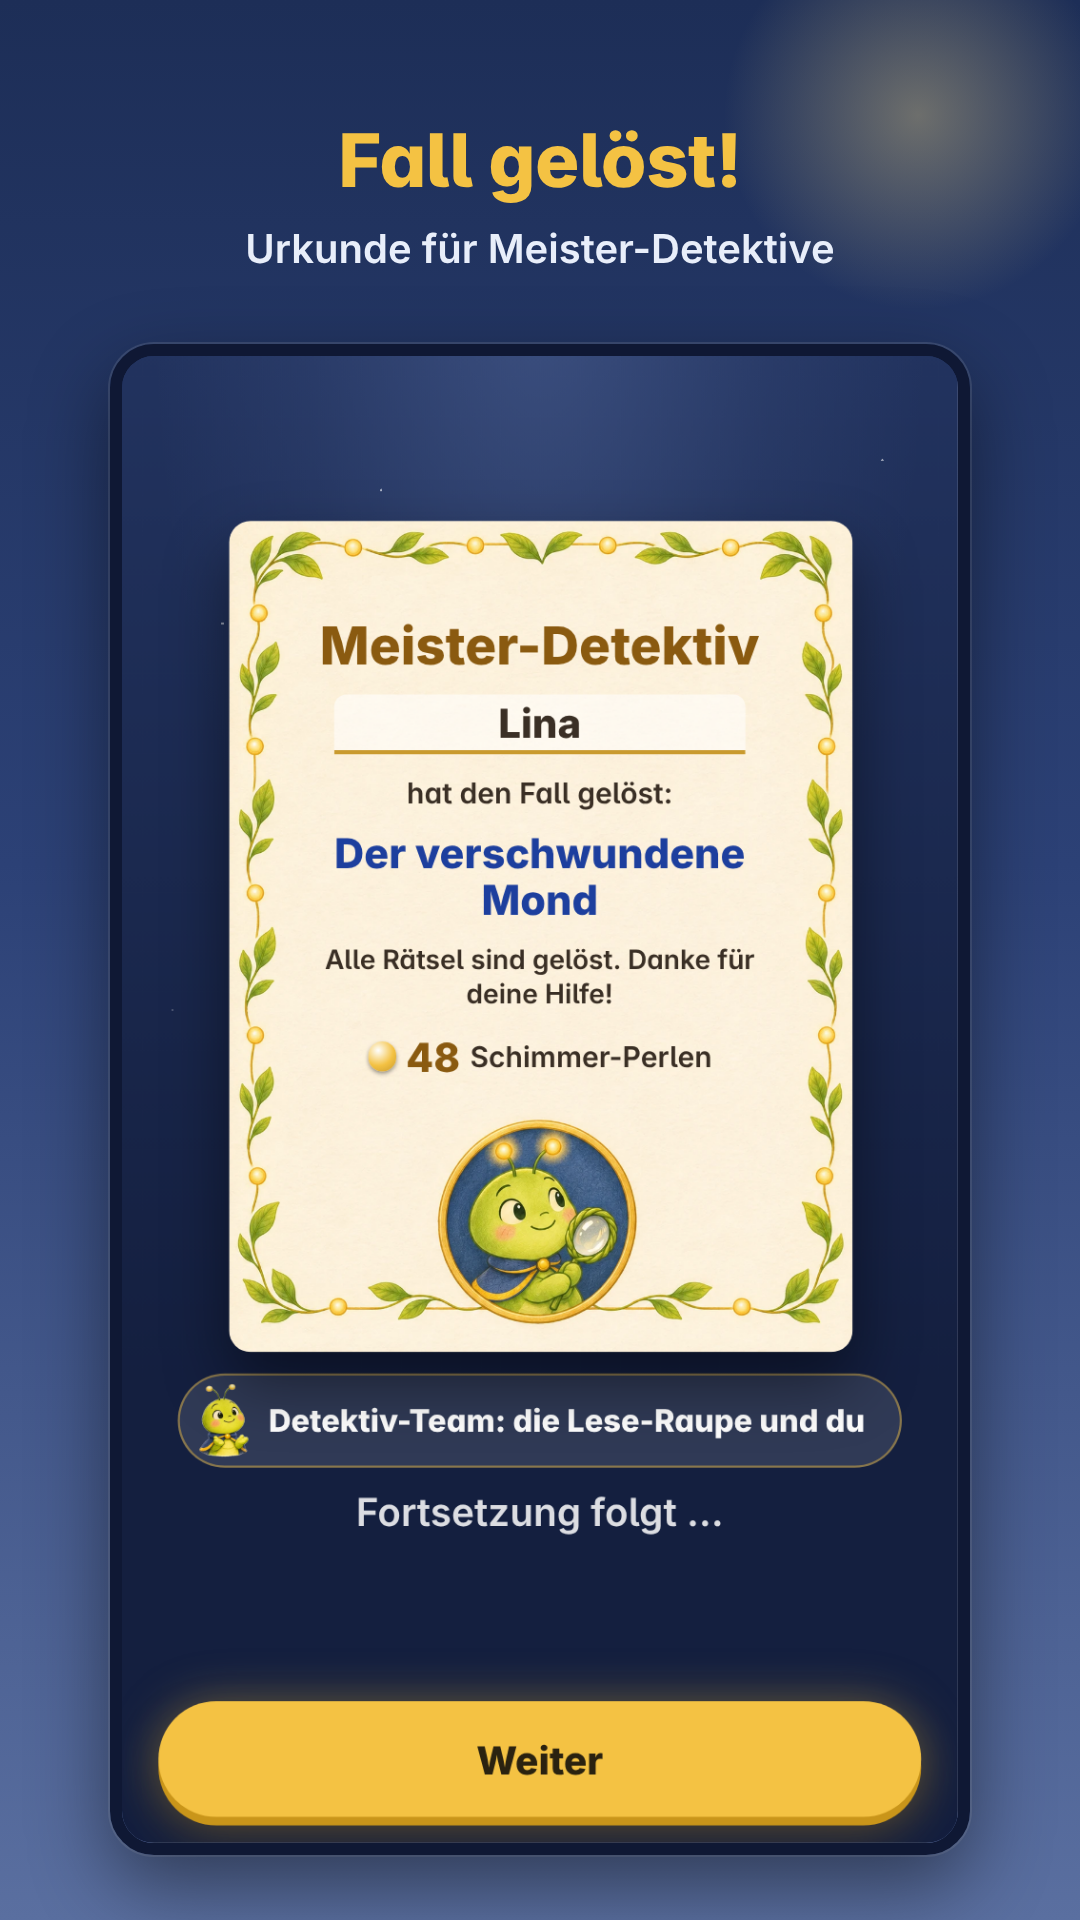 Fall gelöst!
Urkunde für Meister-Detektive
Meister-Detektiv
Lina
hat den Fall gelöst:
Der verschwundene
Mond
Alle Rätsel sind gelöst. Danke für
deine Hilfe!
48 Schimmer-Perlen
Detektiv-Team: die Lese-Raupe und du
Fortsetzung folgt ...
Weiter